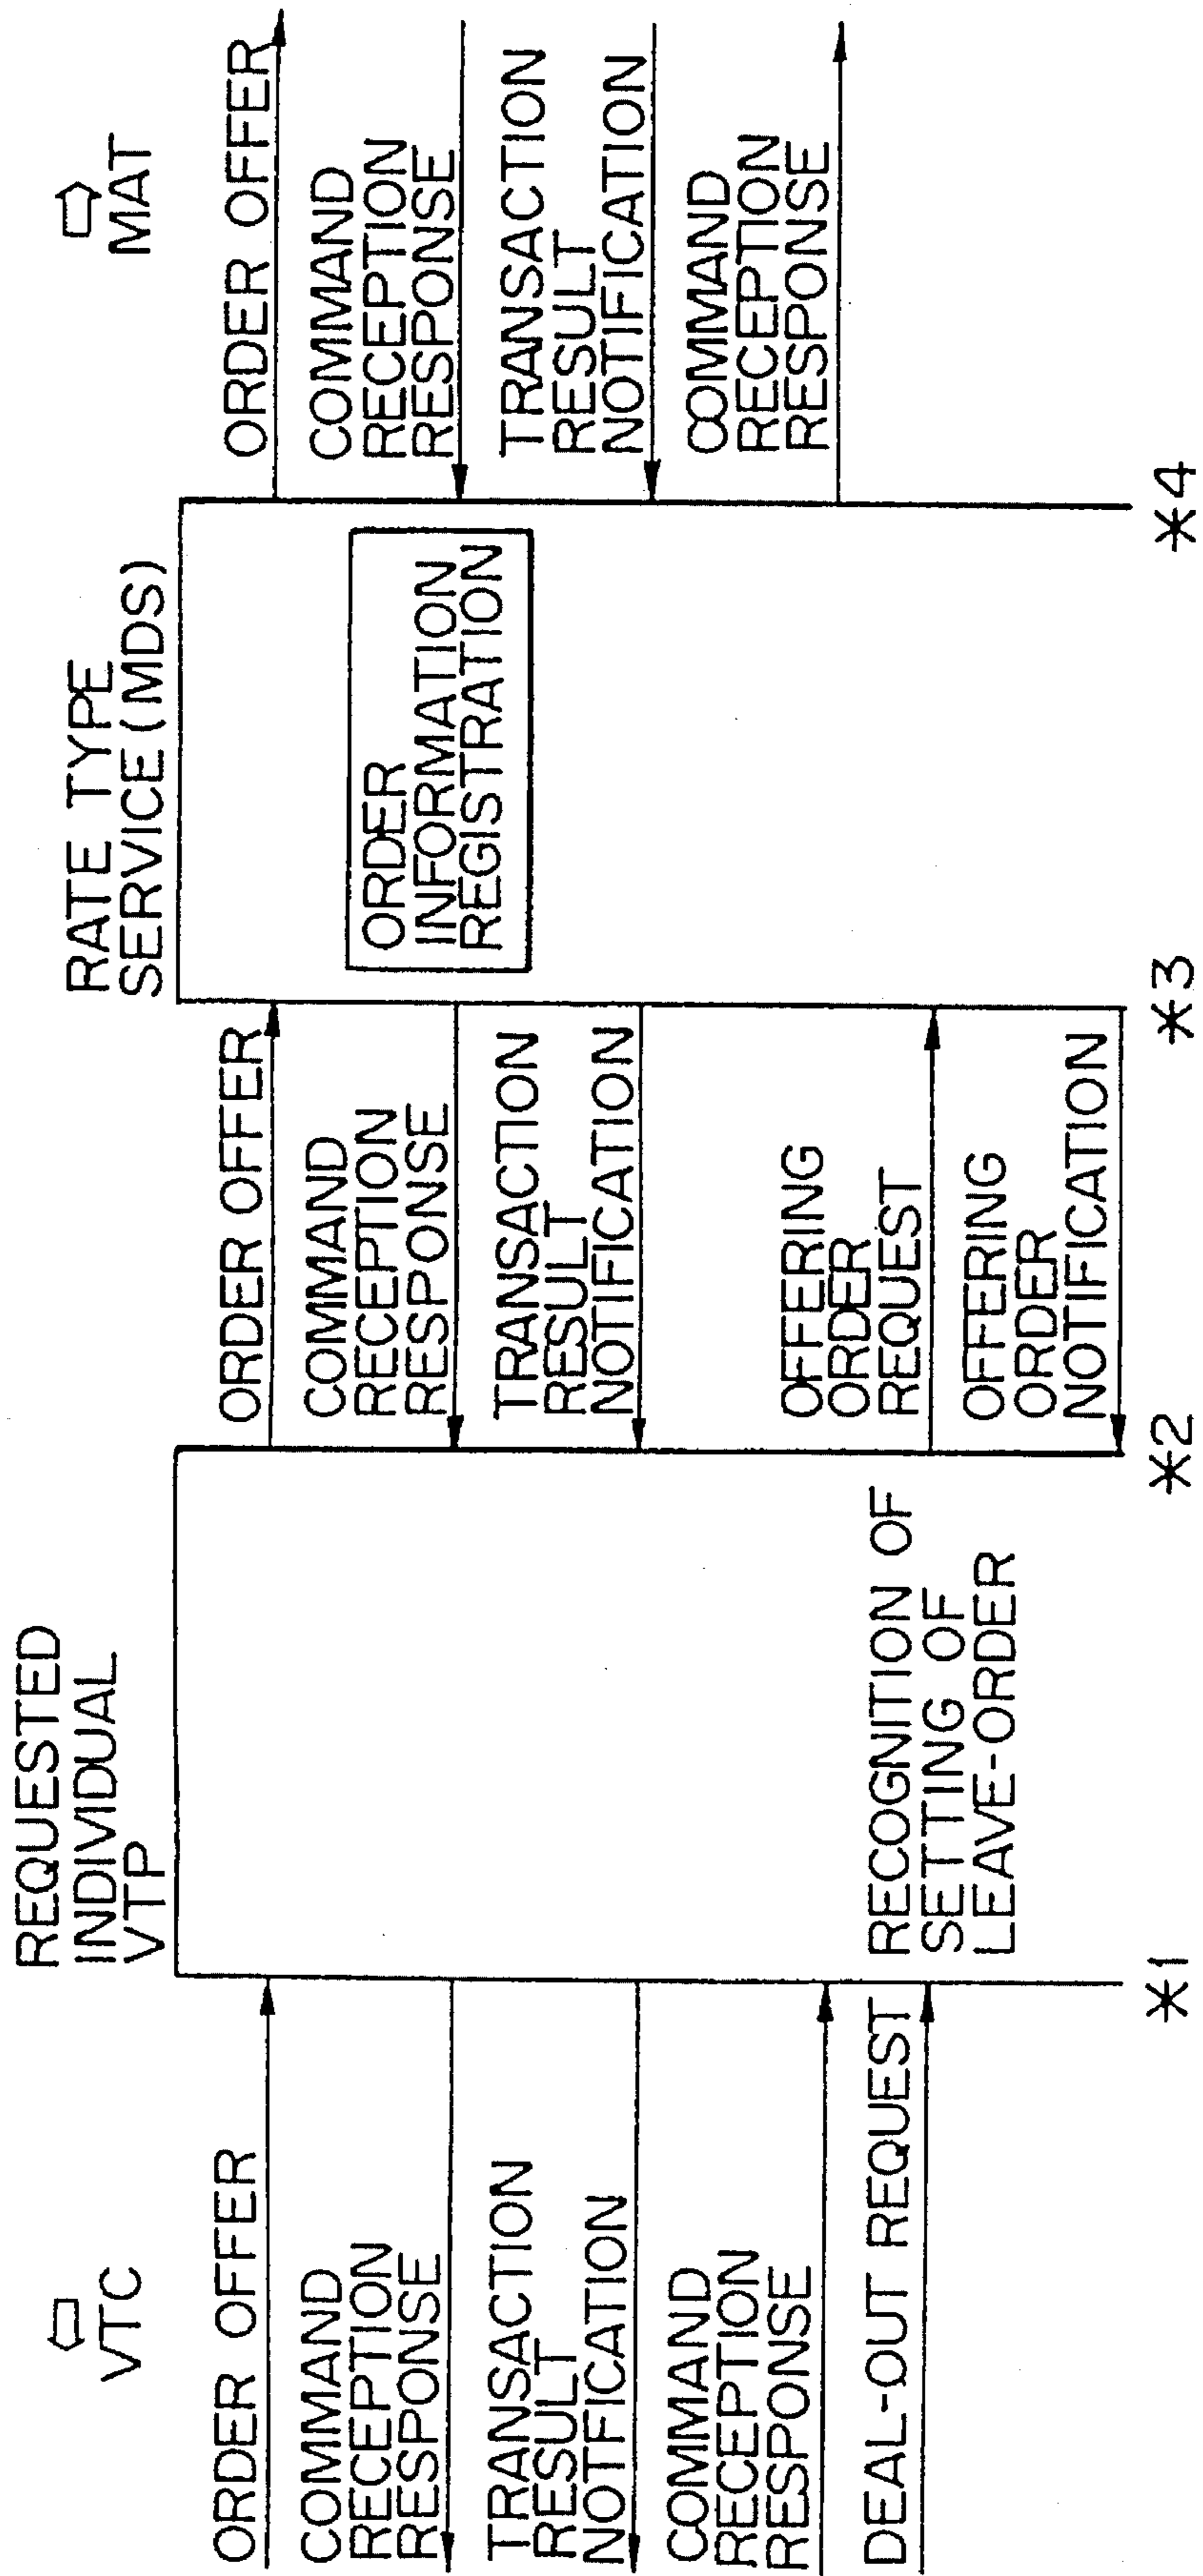 VTC
REQUESTED
INDIVIDUAL
VTP
RATE TYPE
SERVICE(MDS)
MAT
ORDER OFFER
COMMAND
RECEPTION
RESPONSE
TRANSACTION
RESULT
NOTIFICATION
COMMAND
RECEPTION
RESPONSE
DEAL-OUT REQUEST
RECOGNITION OF
SETTING OF
LEAVE-ORDER
ORDER OFFER
COMMAND
RECEPTION
RESPONSE
TRANSACTION
RESULT
NOTIFICATION
OFFERING
ORDER
REQUEST
OFFERING
ORDER
NOTIFICATION
ORDER
INFORMATION
REGISTRATION
ORDER OFFER
COMMAND
RECEPTION
RESPONSE
TRANSACTION
RESULT
NOTIFICATION
COMMAND
RECEPTION
RESPONSE
*1
*2
*3
*4